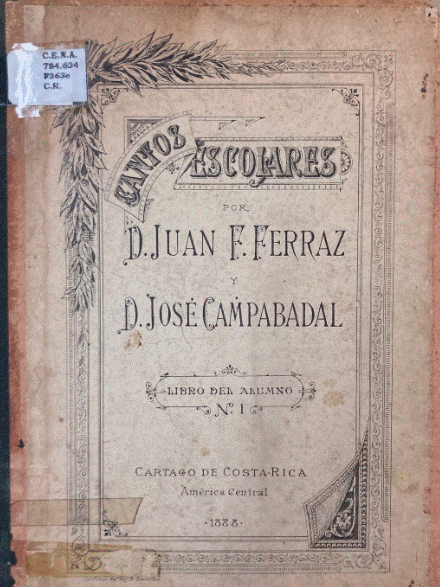 C.E.N.A.
784.624
F363c
C.R.
CANTOS
ESCOLARES
POR
D. JUAN F. FERRAZ
Y
D. JOSÉ CAMPABADAL
LIBRO DEL ALUMNO
Nº 1
CARTAGO DE COSTA-RICA
América Central
·1888·